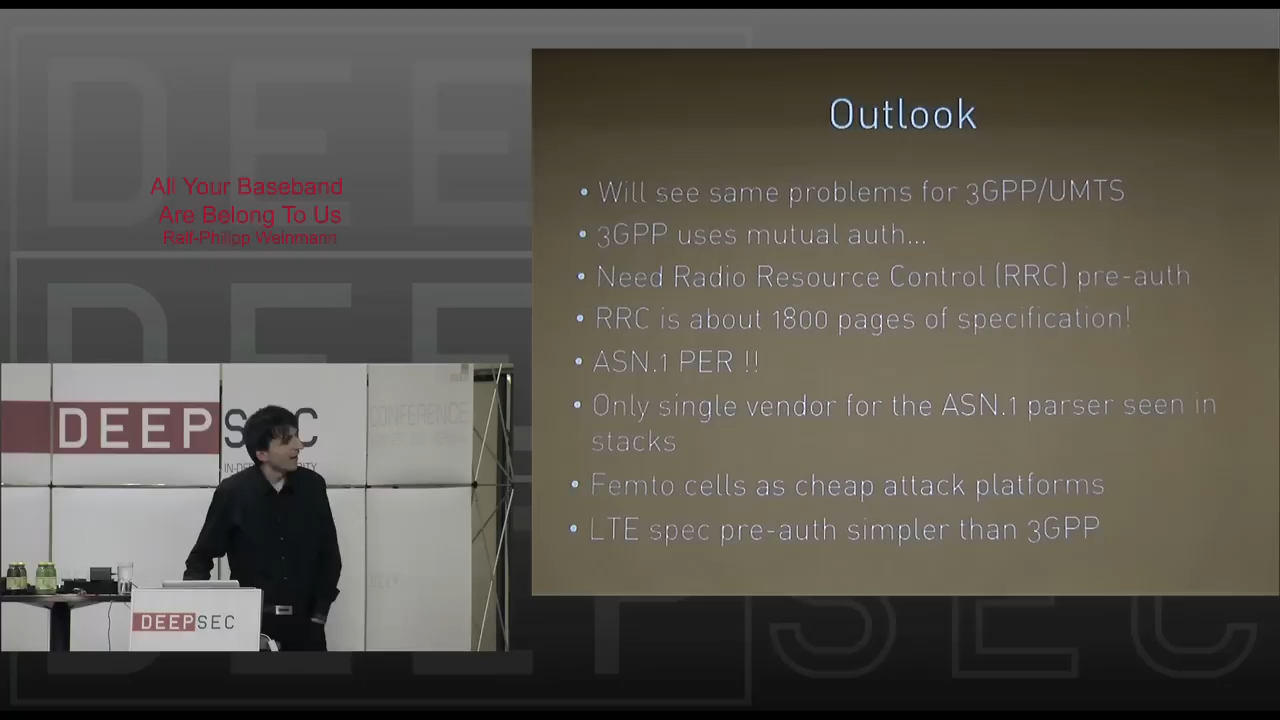 All Your Baseband
Are Belong To Us
Ralf-Philipp Weinmann
Outlook
• Will see same problems for 3GPP/UMTS
• 3GPP uses mutual auth...
• Need Radio Resource Control (RRC) pre-auth
• RRC is about 1800 pages of specification!
• ASN.1 PER !!
• Only single vendor for the ASN.1 parser seen in
stacks
• Femto cells as cheap attack platforms
• LTE spec pre-auth simpler than 3GPP
DEEPSEC
CONFERENCE
DEEPSEC
DEEP
SEC